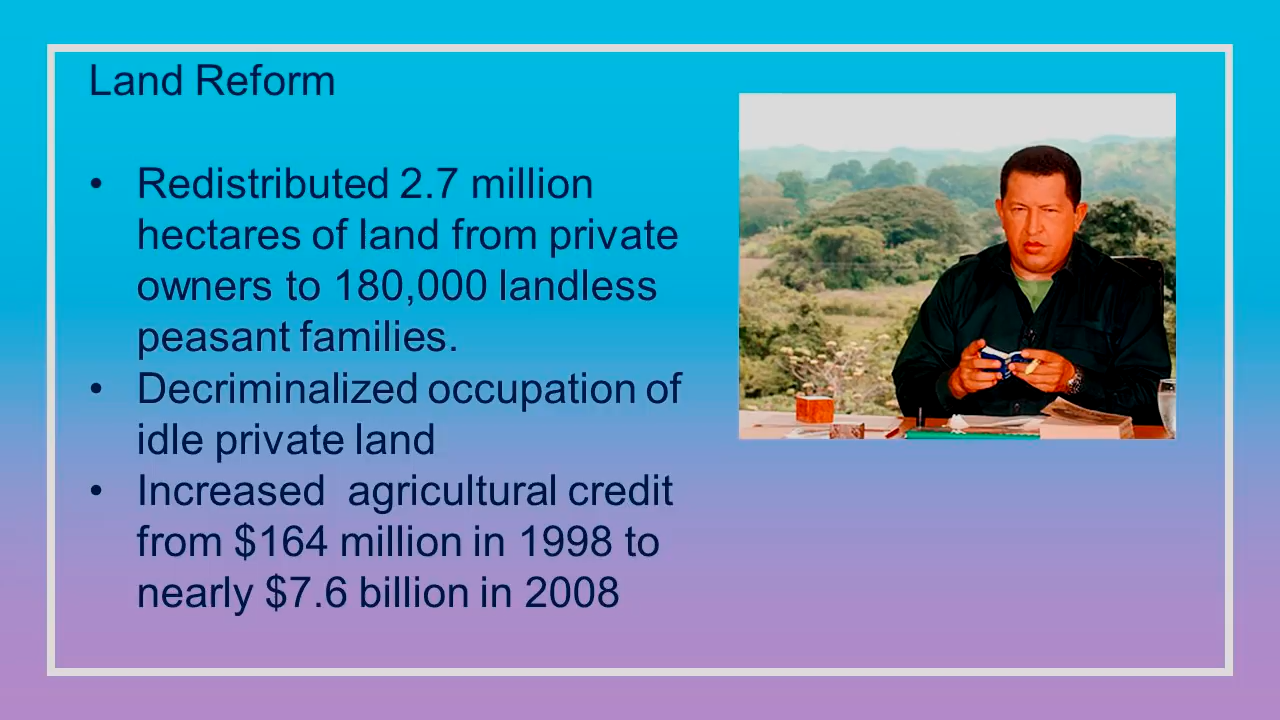 Land Reform
• Redistributed 2.7 million
hectares of land from private
owners to 180,000 landless
peasant families.
• Decriminalized occupation of
idle private land
• Increased  agricultural credit
from $164 million in 1998 to
nearly $7.6 billion in 2008